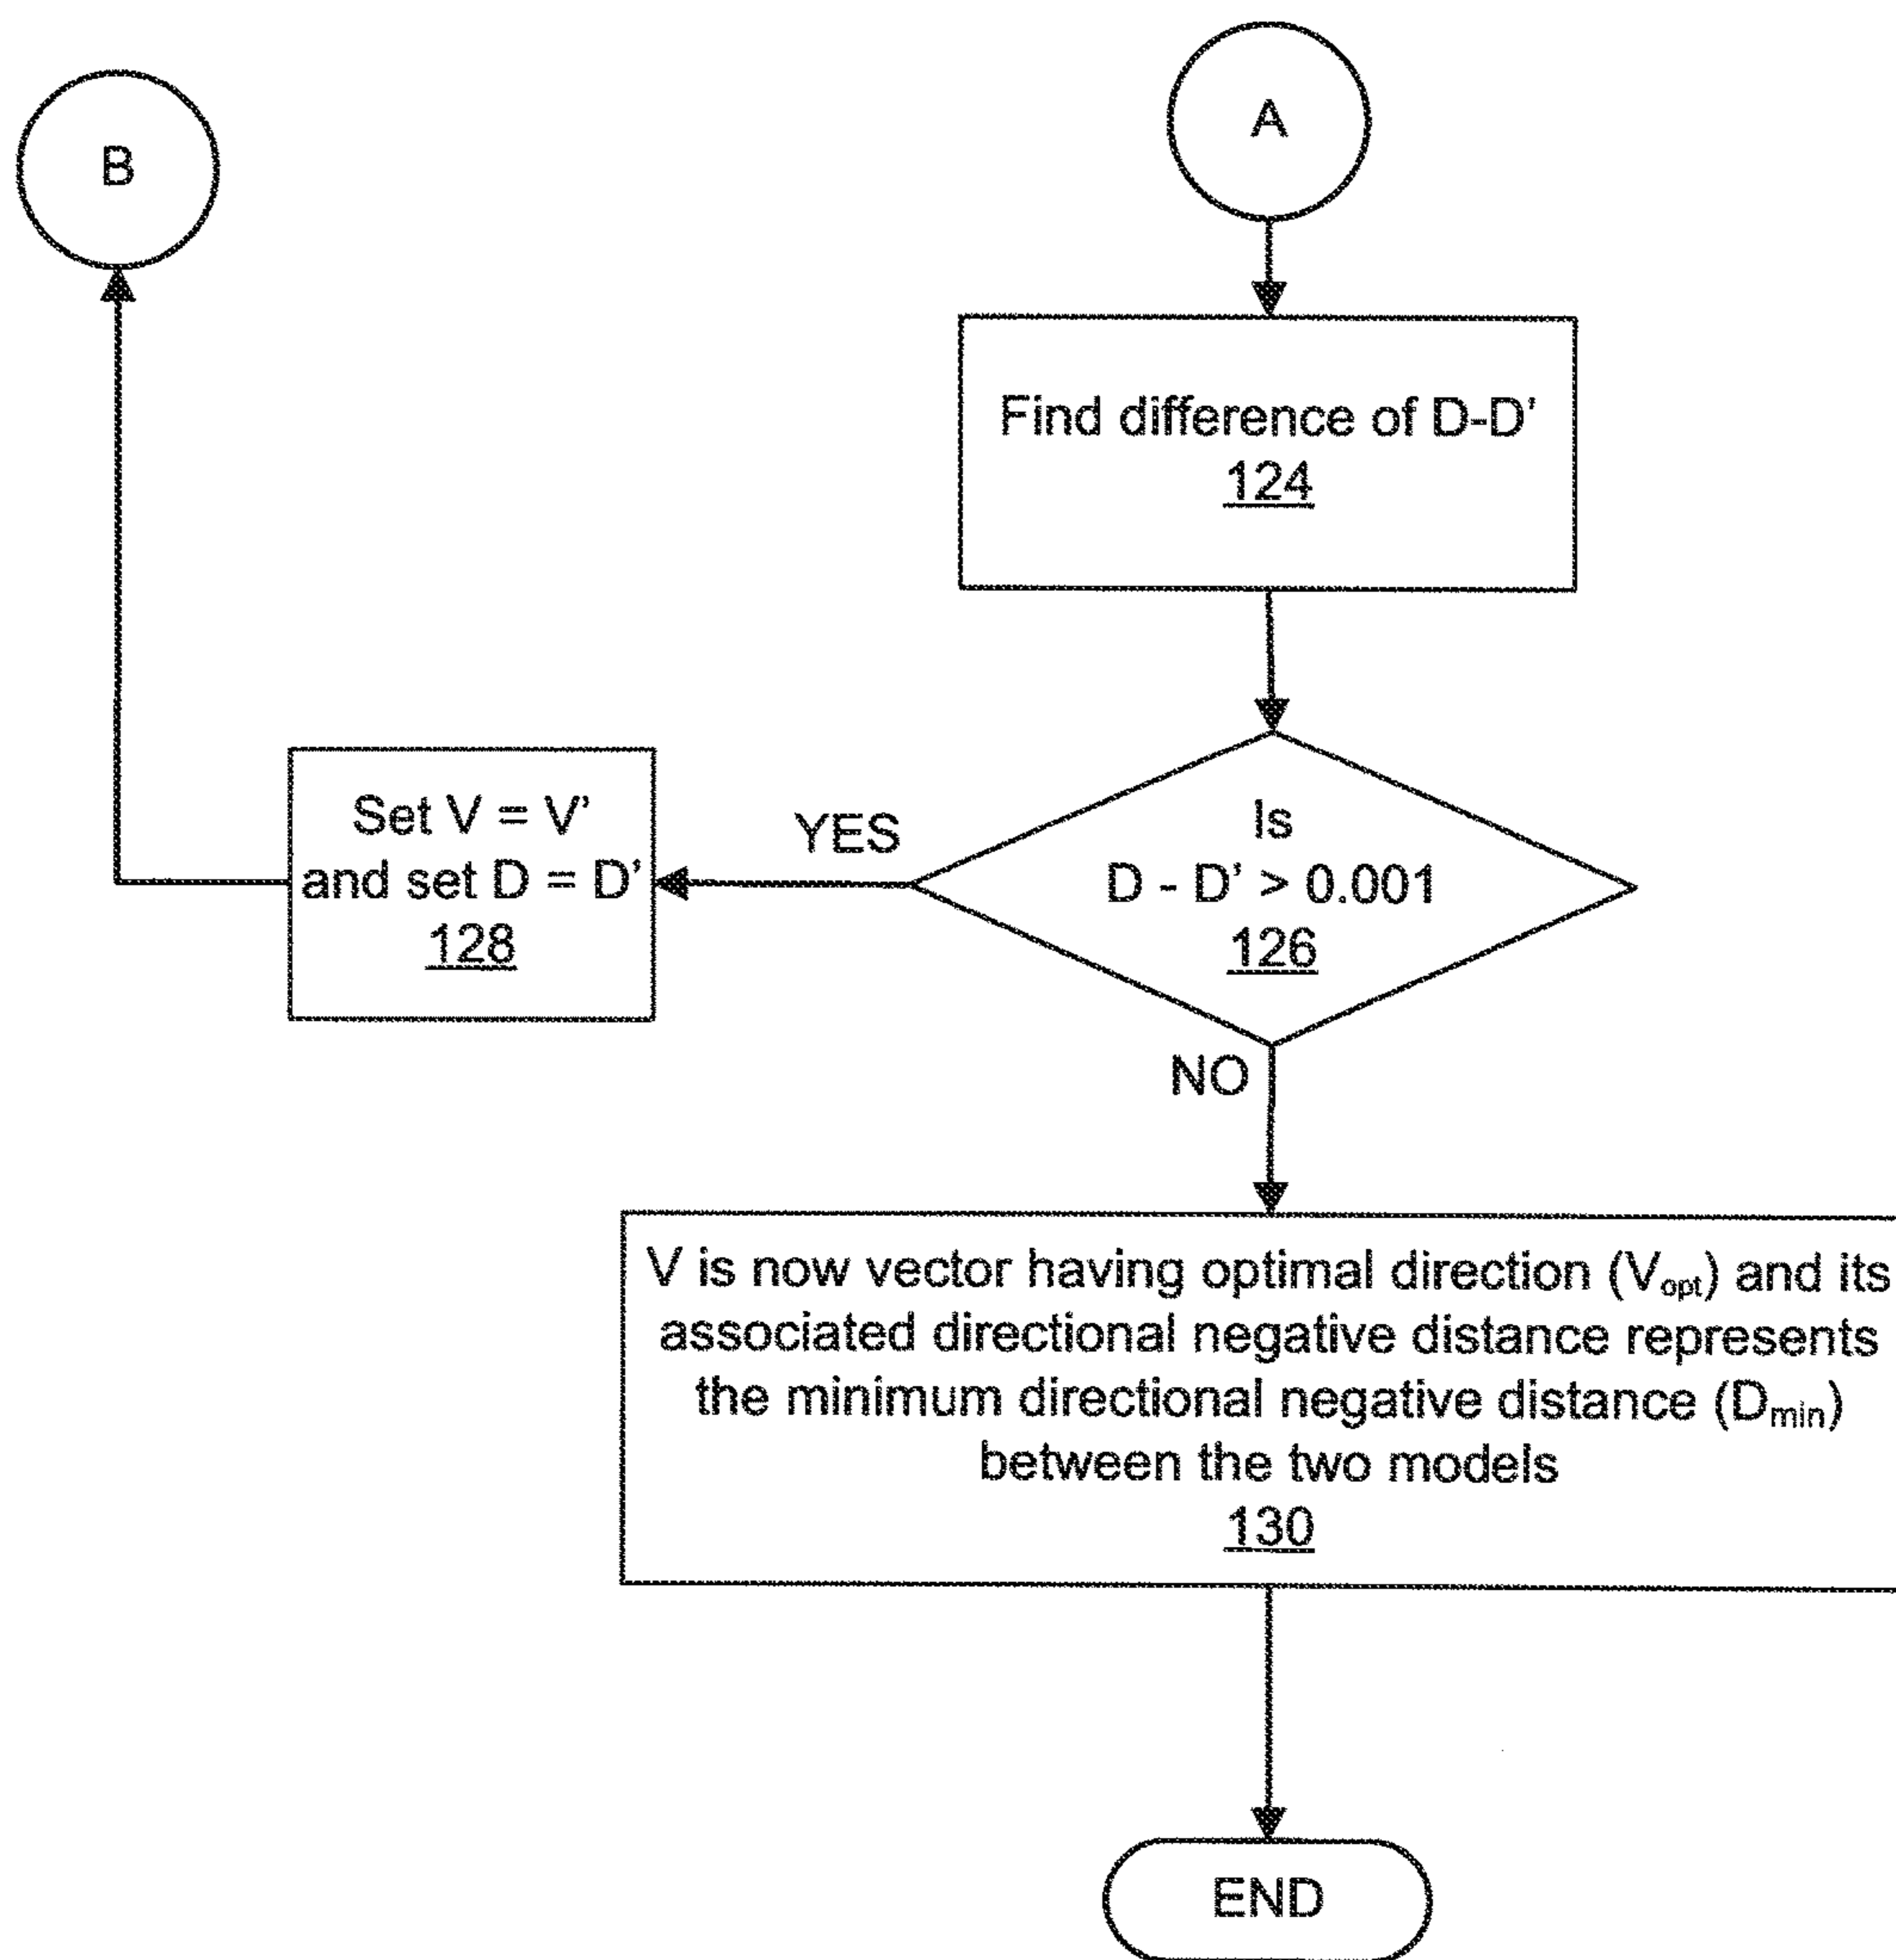 B
A
Find difference of D-D'
124
Is
D - D' > 0.001
126
YES
Set V = V'
and set D = D'
128
NO
V is now vector having optimal direction (Vopt) and its
associated directional negative distance represents
the minimum directional negative distance (Dmin)
between the two models
130
END